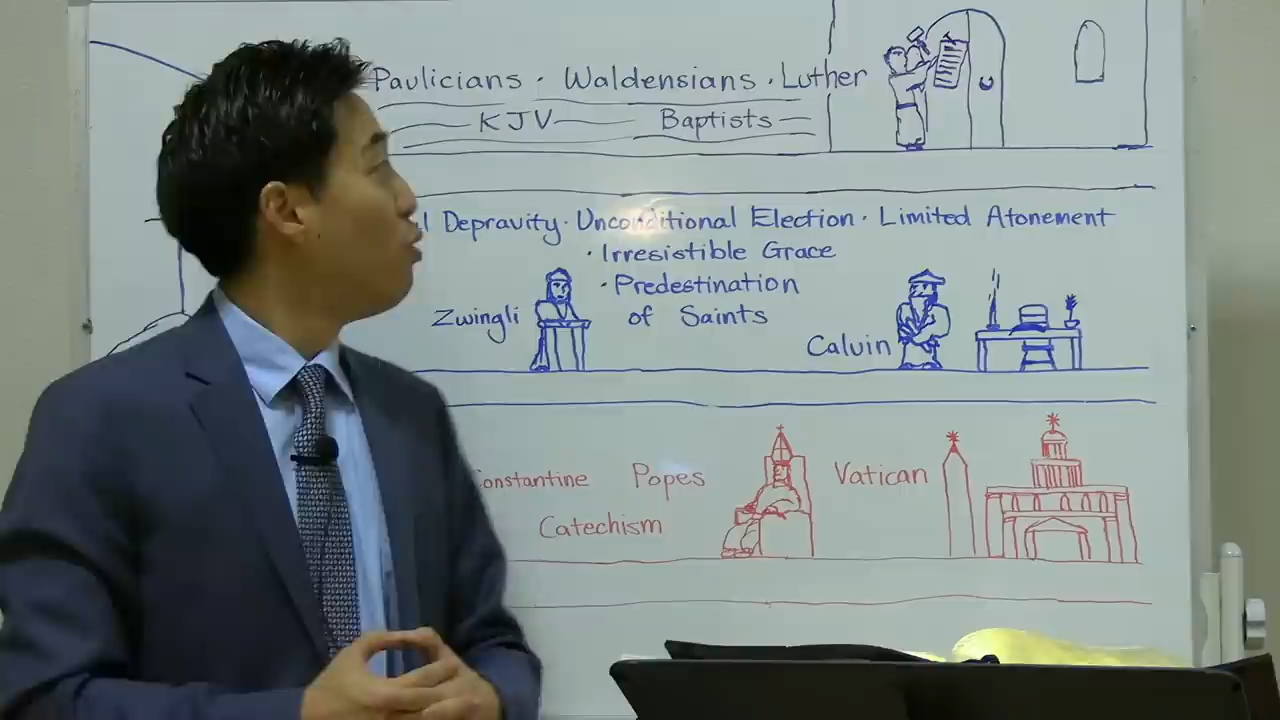 Paulicians · Waldensians · Luther
KJV Baptists
Depravity · Unconditional Election · Limited Atonement
· Irresistible Grace
· Predestination
of Saints
Zwingli
Calvin
Constantine Popes Vatican
Catechism